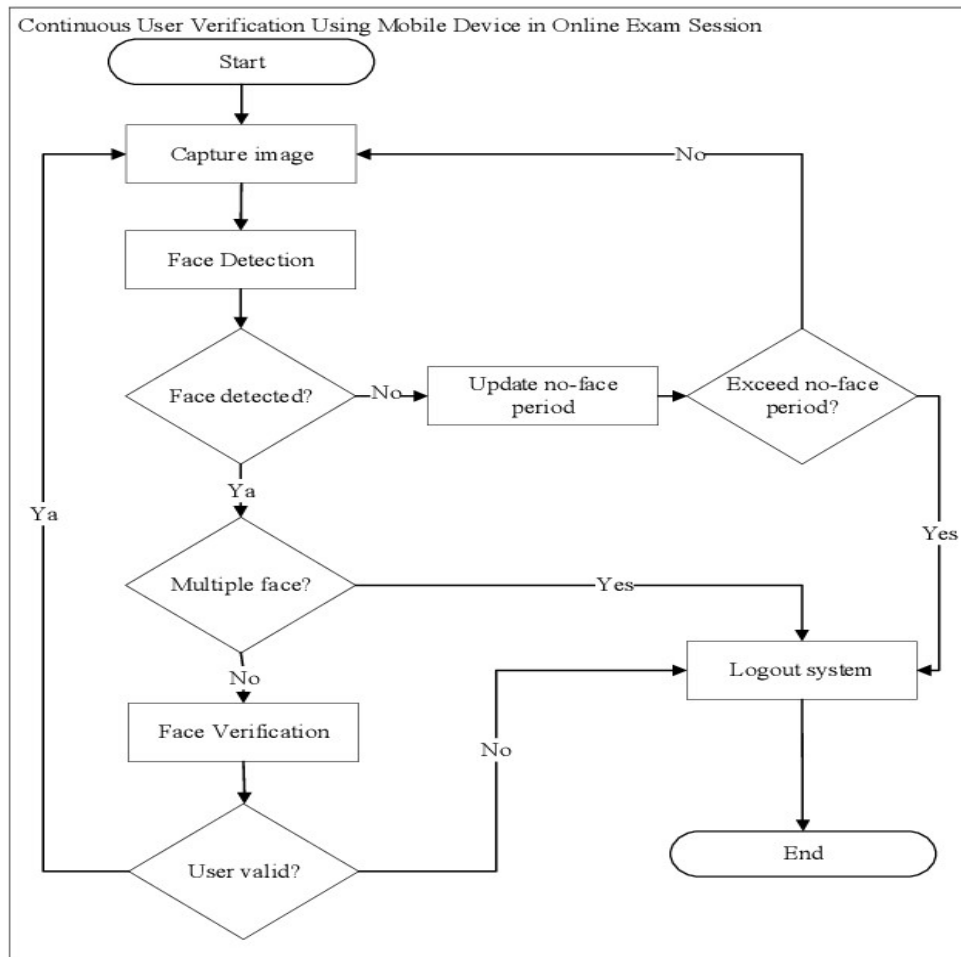 Continuous User Verification Using Mobile Device in Online Exam Session
Start
Capture image
No
Face Detection
Face detected?
No
Update no-face
period
Exceed no-face
period?
Ya
Ya
Yes
Multiple face?
Yes
No
Logout system
Face Verification
No
User valid?
End